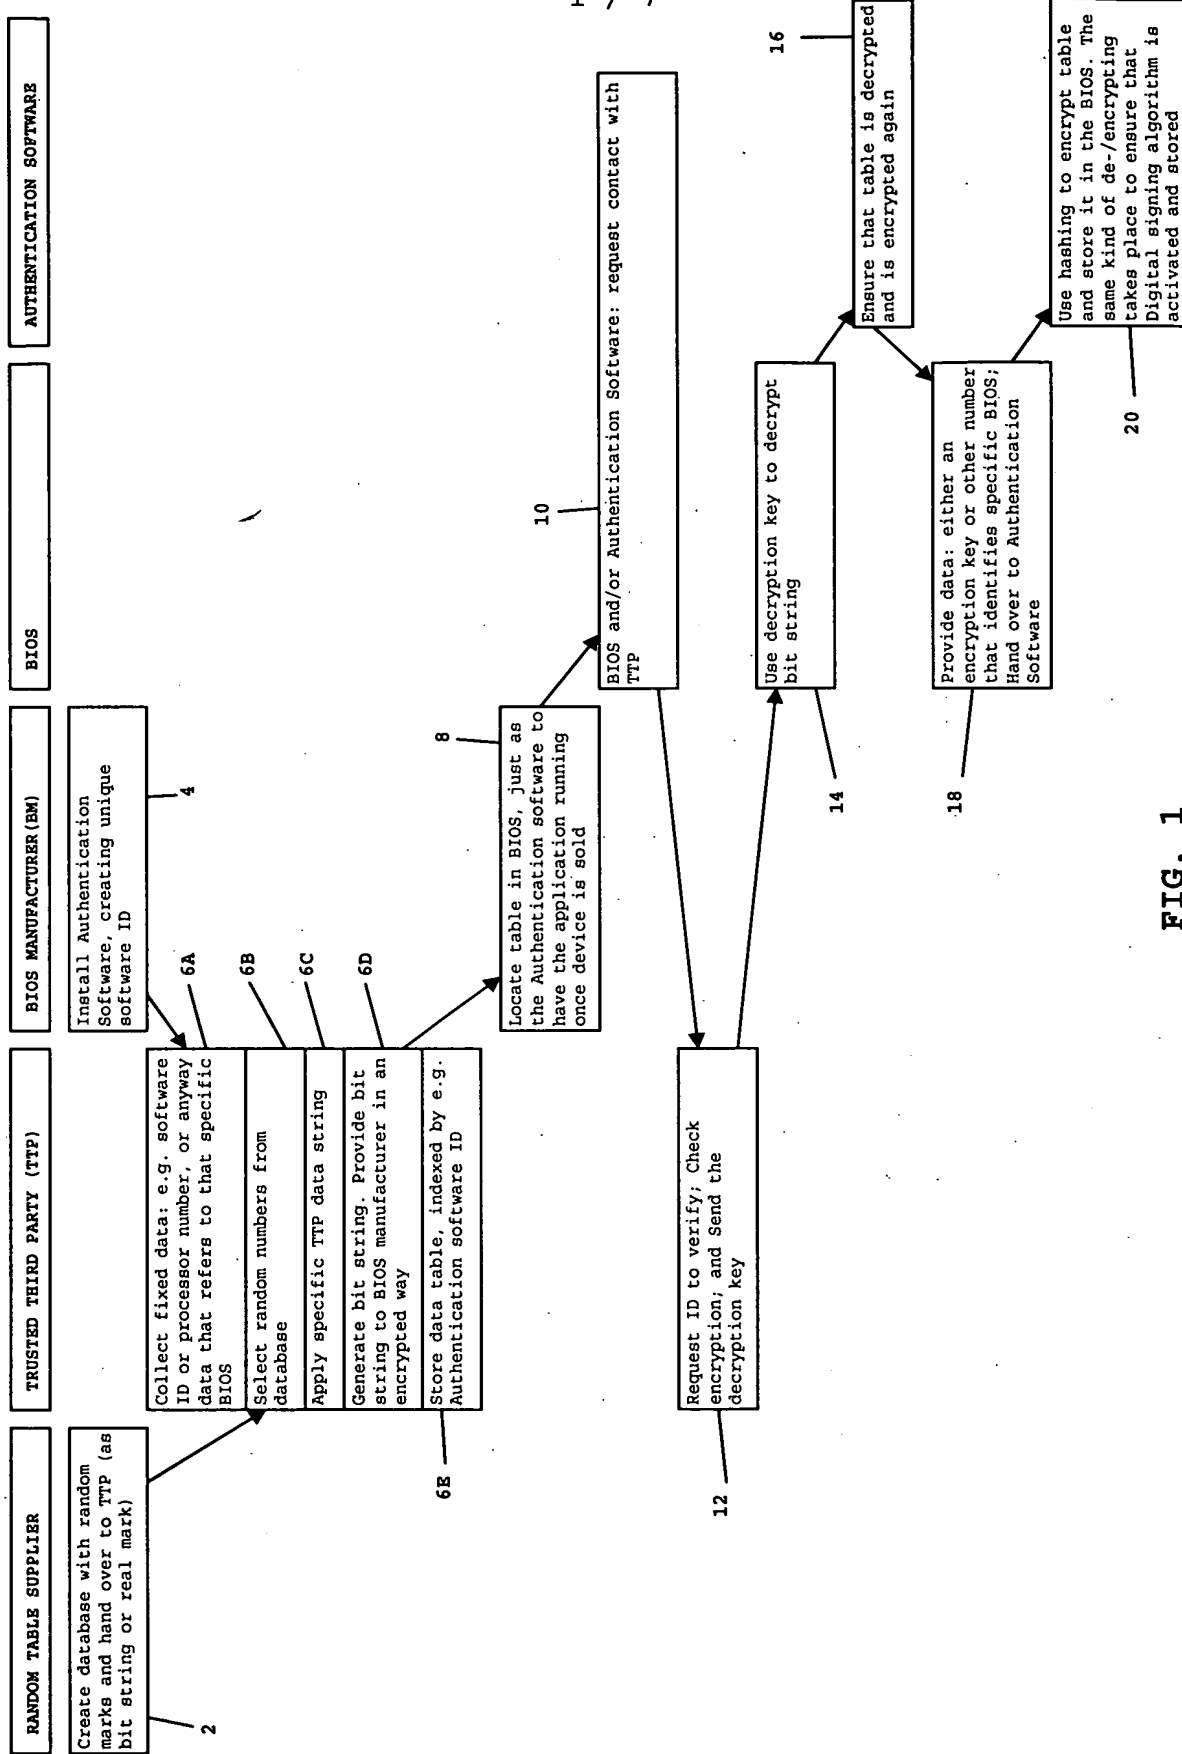 1 / 7
RANDOM TABLE SUPPLIER
TRUSTED THIRD PARTY (TTP)
BIOS MANUFACTURER(BM)
BIOS
AUTHENTICATION SOFTWARE
Create database with random
marks and hand over to TTP (as
bit string or real mark)
2
Install Authentication
Software, creating unique
software ID
4
Collect fixed data: e.g. software
ID or processor number, or anyway
data that refers to that specific
BIOS
6A
Select random numbers from
database
6B
Apply specific TTP data string
6C
Generate bit string. Provide bit
string to BIOS manufacturer in an
encrypted way
6D
Store data table, indexed by e.g.
Authentication software ID
6E
Locate table in BIOS, just as
the Authentication software to
have the application running
once device is sold
8
BIOS and/or Authentication Software: request contact with
TTP
10
Request ID to verify; Check
encryption; and Send the
decryption key
12
Use decryption key to decrypt
bit string
14
Ensure that table is decrypted
and is encrypted again
16
Provide data: either an
encryption key or other number
that identifies specific BIOS;
Hand over to Authentication
Software
18
Use hashing to encrypt table
and store it in the BIOS. The
same kind of de-/encrypting
takes place to ensure that
Digital signing algorithm is
activated and stored
20
FIG. 1